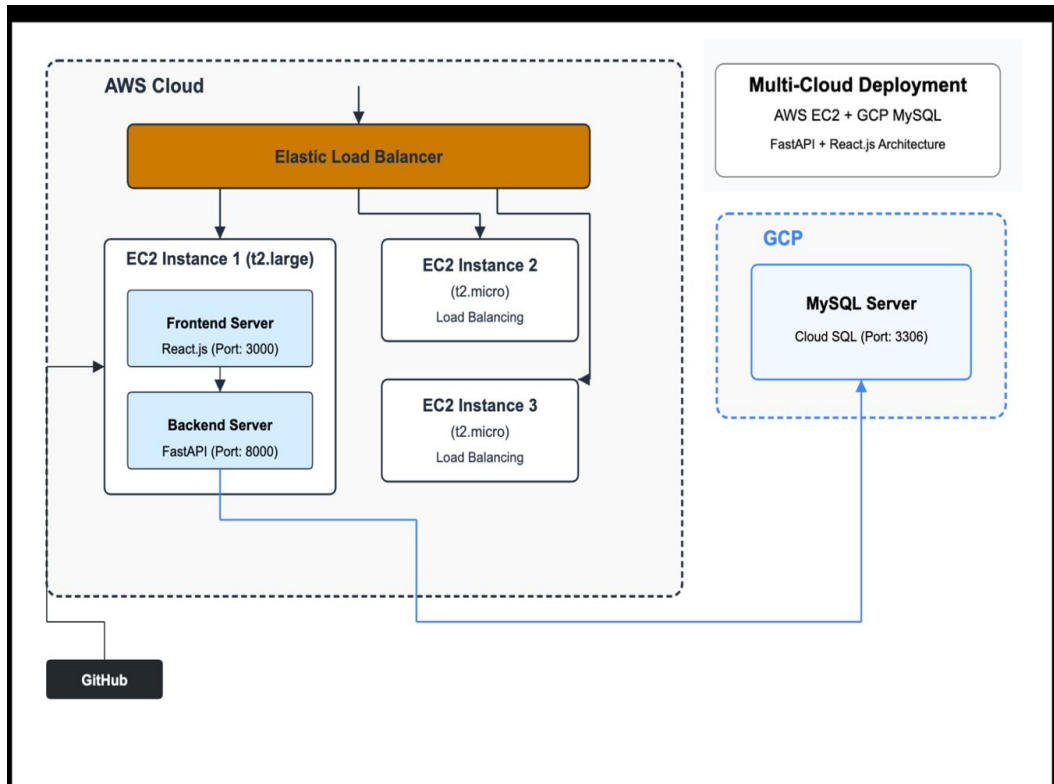 AWS Cloud
Elastic Load Balancer
EC2 Instance 1 (t2.large)
Frontend Server
React.js (Port: 3000)
Backend Server
FastAPI (Port: 8000)
EC2 Instance 2
(t2.micro)
Load Balancing
EC2 Instance 3
(t2.micro)
Load Balancing
Multi-Cloud Deployment
AWS EC2 + GCP MySQL
FastAPI + React.js Architecture
GCP
MySQL Server
Cloud SQL (Port: 3306)
GitHub